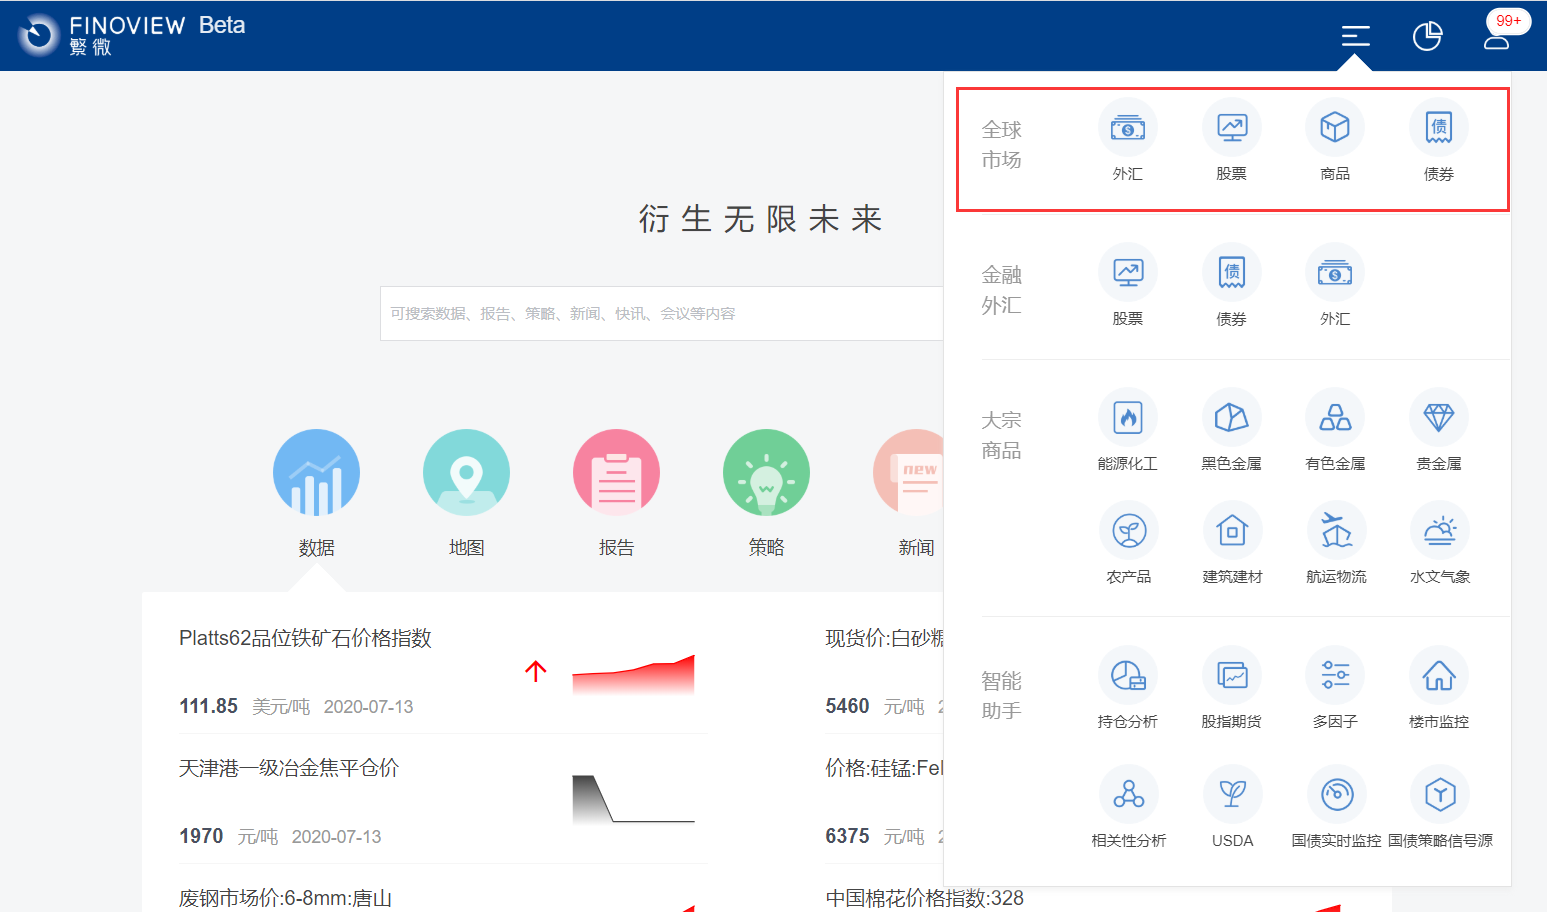 FINOVIEW Beta
繁微
99+
全球
市场
外汇 股票 商品 债券
衍生无限未来
金融
外汇
股票 债券 外汇
可搜索数据、报告、策略、新闻、快讯、会议等内容
大宗
商品
能源化工 黑色金属 有色金属 贵金属
农产品 建筑建材 航运物流 水文气象
new
数据 地图 报告 策略 新闻
智能
助手
持仓分析 股指期货 多因子 楼市监控
相关性分析 USDA 国债实时监控 国债策略信号源
Platts62品位铁矿石价格指数
111.85 美元/吨 2020-07-13
现货价:白砂糖
5460 元/吨 2
天津港一级冶金焦平仓价
1970 元/吨 2020-07-13
价格:硅锰:Fe
6375 元/吨 2
废钢市场价:6-8mm:唐山
中国棉花价格指数:328